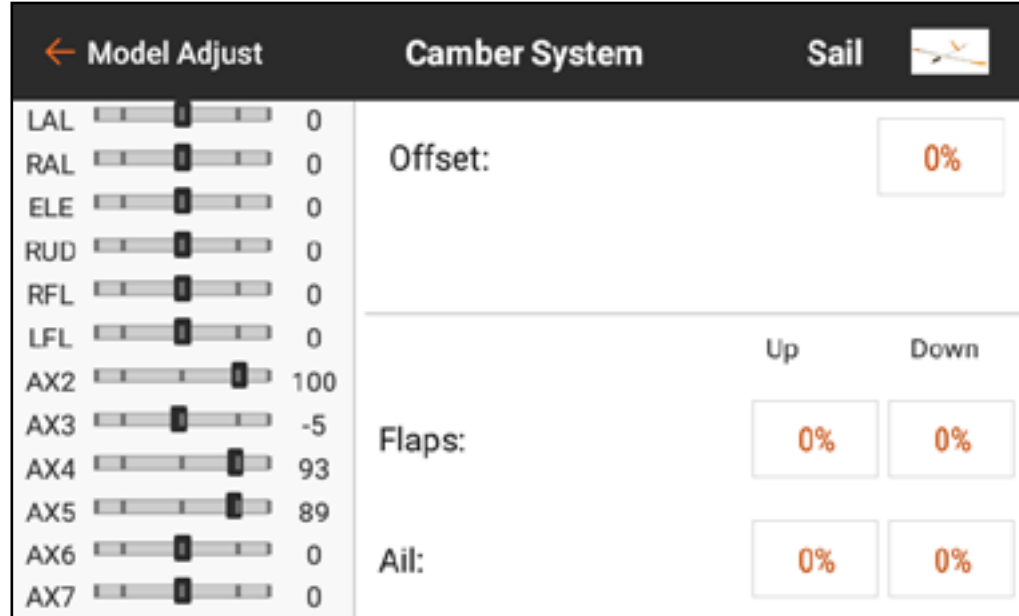 ← Model Adjust Camber System Sail
LAL 0
RAL 0
ELE 0
RUD 0
RFL 0
LFL 0
AX2 100
AX3 -5
AX4 93
AX5 89
AX6 0
AX7 0
Offset: 0%
Up Down
Flaps: 0% 0%
Ail: 0% 0%